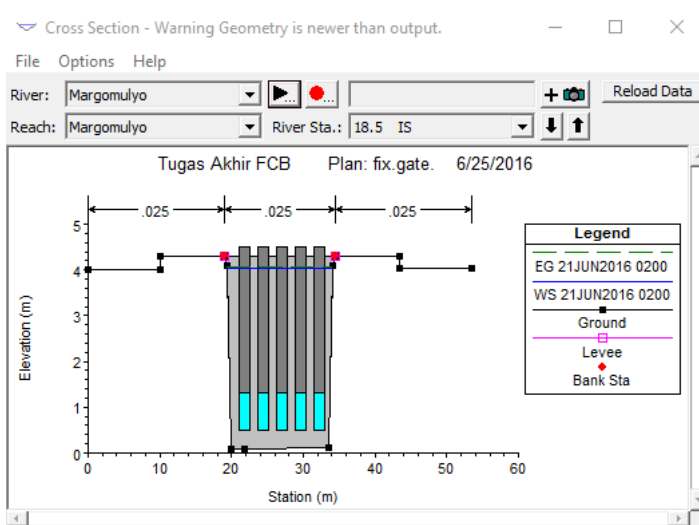 Cross Section - Warning Geometry is newer than output.
File Options Help
River: Margomulyo Reload Data
Reach: Margomulyo River Sta.: 18.5 IS
Tugas Akhir FCB Plan: fix.gate. 6/25/2016
.025 .025 .025
5
4
3
2
1
0
Elevation (m)
0 10 20 30 40 50 60
Station (m)
Legend
EG 21JUN2016 0200
WS 21JUN2016 0200
Ground
Levee
Bank Sta